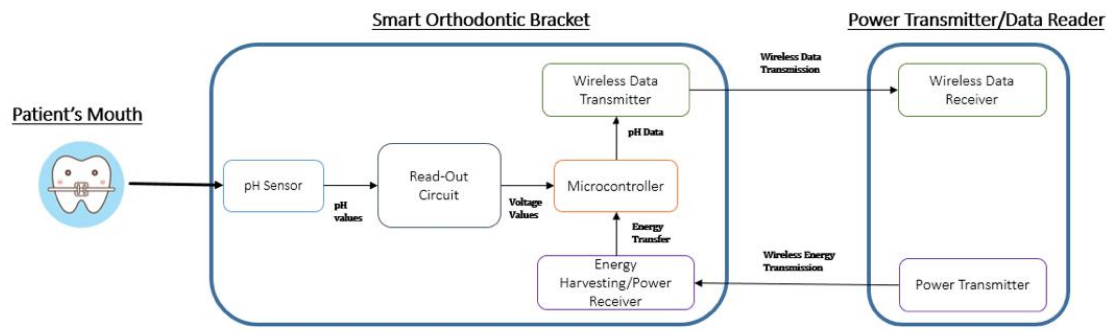 Smart Orthodontic Bracket
Power Transmitter/Data Reader
Patient's Mouth
Wireless Data
Transmitter
Wireless Data
Transmission
Wireless Data
Receiver
pH Data
pH Sensor
pH
values
Read-Out
Circuit
Voltage
Values
Microcontroller
Energy
Transfer
Energy
Harvesting/Power
Receiver
Wireless Energy
Transmission
Power Transmitter